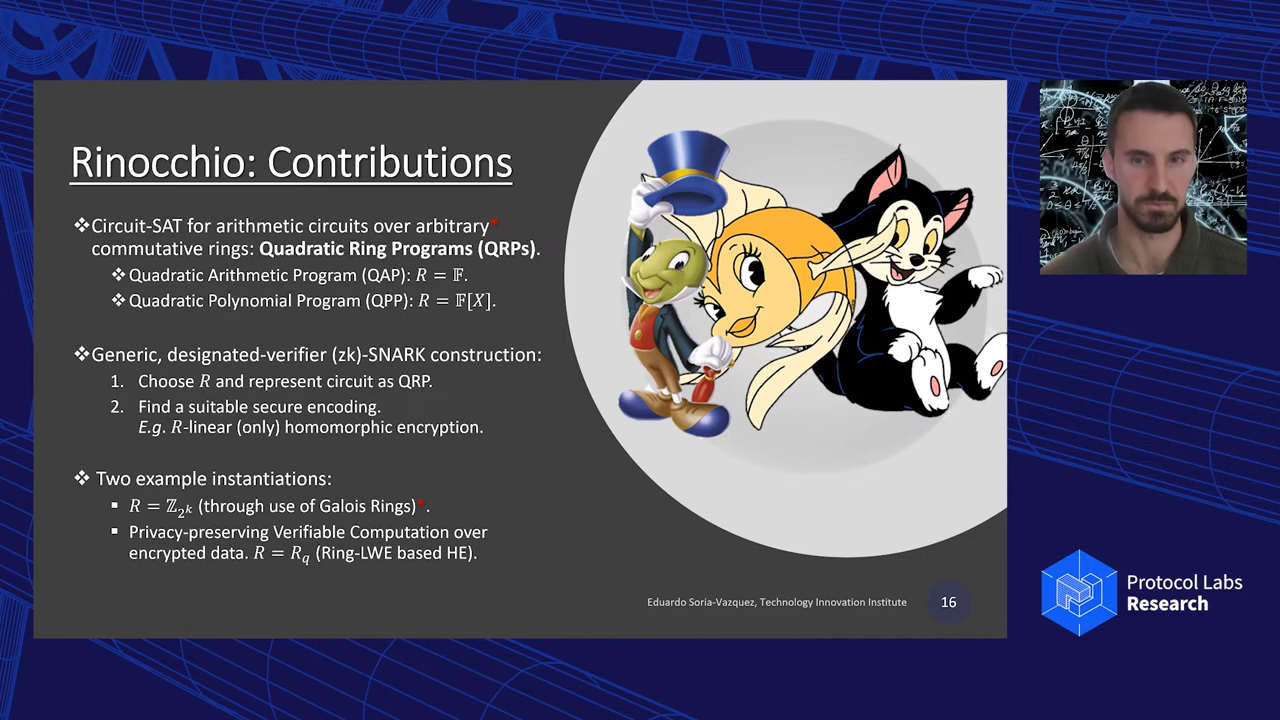 Rinocchio: Contributions
❖Circuit-SAT for arithmetic circuits over arbitrary*
commutative rings: Quadratic Ring Programs (QRPs).
❖Quadratic Arithmetic Program (QAP): R = 𝔽.
❖Quadratic Polynomial Program (QPP): R = 𝔽[X].
❖Generic, designated-verifier (zk)-SNARK construction:
1. Choose R and represent circuit as QRP.
2. Find a suitable secure encoding.
E.g. R-linear (only) homomorphic encryption.
❖ Two example instantiations:
▪ R = ℤ_{2^k} (through use of Galois Rings)*.
▪ Privacy-preserving Verifiable Computation over
encrypted data. R = R_q (Ring-LWE based HE).
Eduardo Soria-Vazquez, Technology Innovation Institute
16
Protocol Labs
Research